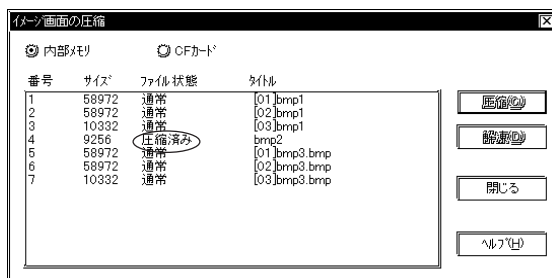 イメージ画面の圧縮
内部メモリ CFカード
番号 サイズ ファイル状態 タイトル
1 58972 通常 [01]bmp1
2 58972 通常 [02]bmp1
3 10332 通常 [03]bmp1
4 9256 圧縮済み bmp2
5 58972 通常 [01]bmp3.bmp
6 58972 通常 [02]bmp3.bmp
7 10332 通常 [03]bmp3.bmp
圧縮(C)
解凍(D)
閉じる
ヘルプ(H)